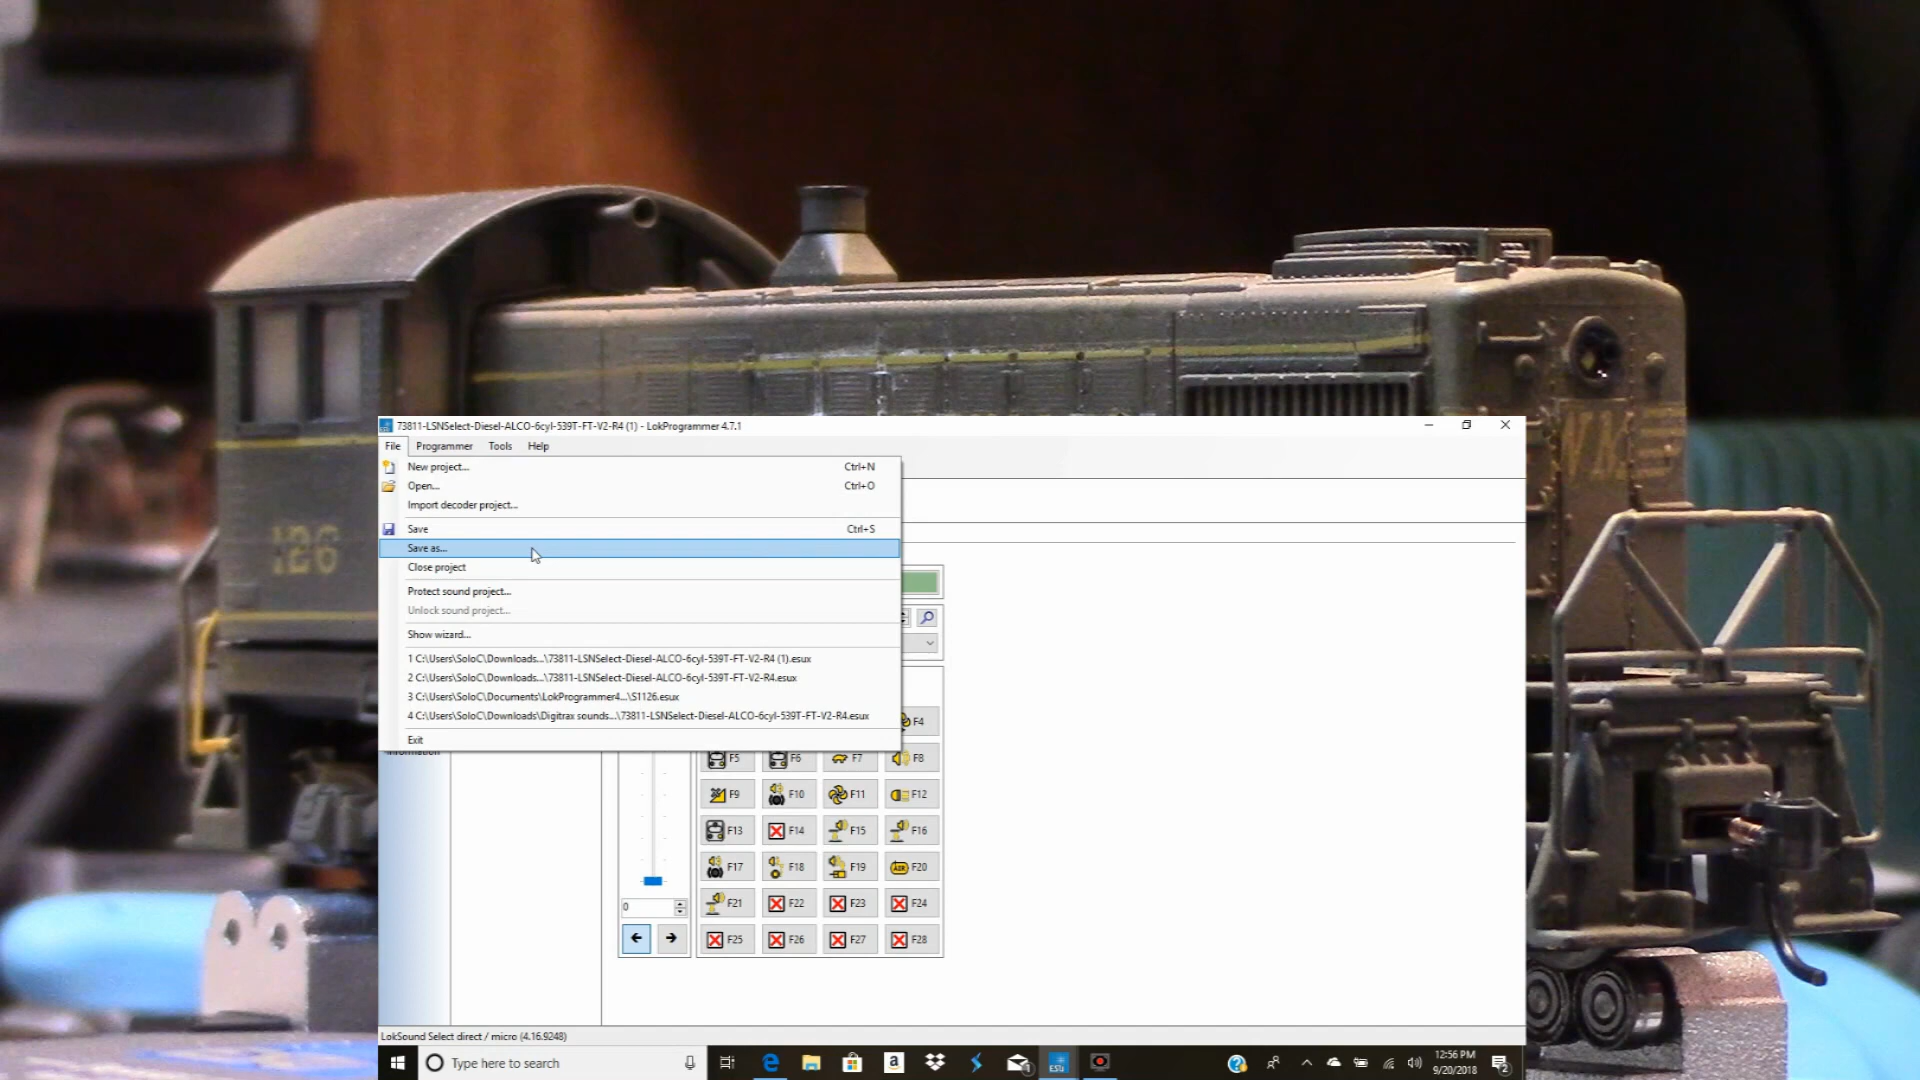 126
73811-LSNSelect-Diesel-ALCO-6cyl-539T-FT-V2-R4 (1) - LokProgrammer 4.7.1
File Programmer Tools Help
New project... Ctrl+N
Open... Ctrl+O
Import decoder project...
Save Ctrl+S
Save as...
Close project
Protect sound project...
Unlock sound project...
Show wizard...
1 C:\Users\SoloC\Downloads...\73811-LSNSelect-Diesel-ALCO-6cyl-539T-FT-V2-R4 (1).esux
2 C:\Users\SoloC\Downloads...\73811-LSNSelect-Diesel-ALCO-6cyl-539T-FT-V2-R4.esux
3 C:\Users\SoloC\Documents\LokProgrammer4...\S1126.esux
4 C:\Users\SoloC\Downloads\Digitrax sounds...\73811-LSNSelect-Diesel-ALCO-6cyl-539T-FT-V2-R4.esux
Exit
Information
F4
F5 F6 F7 F8
F9 F10 F11 F12
F13 F14 F15 F16
F17 F18 F19 AIR F20
F21 F22 F23 F24
F25 F26 F27 F28
0
LokSound Select direct / micro (4.16.9248)
Type here to search
ESU
12:56 PM
9/20/2018
2